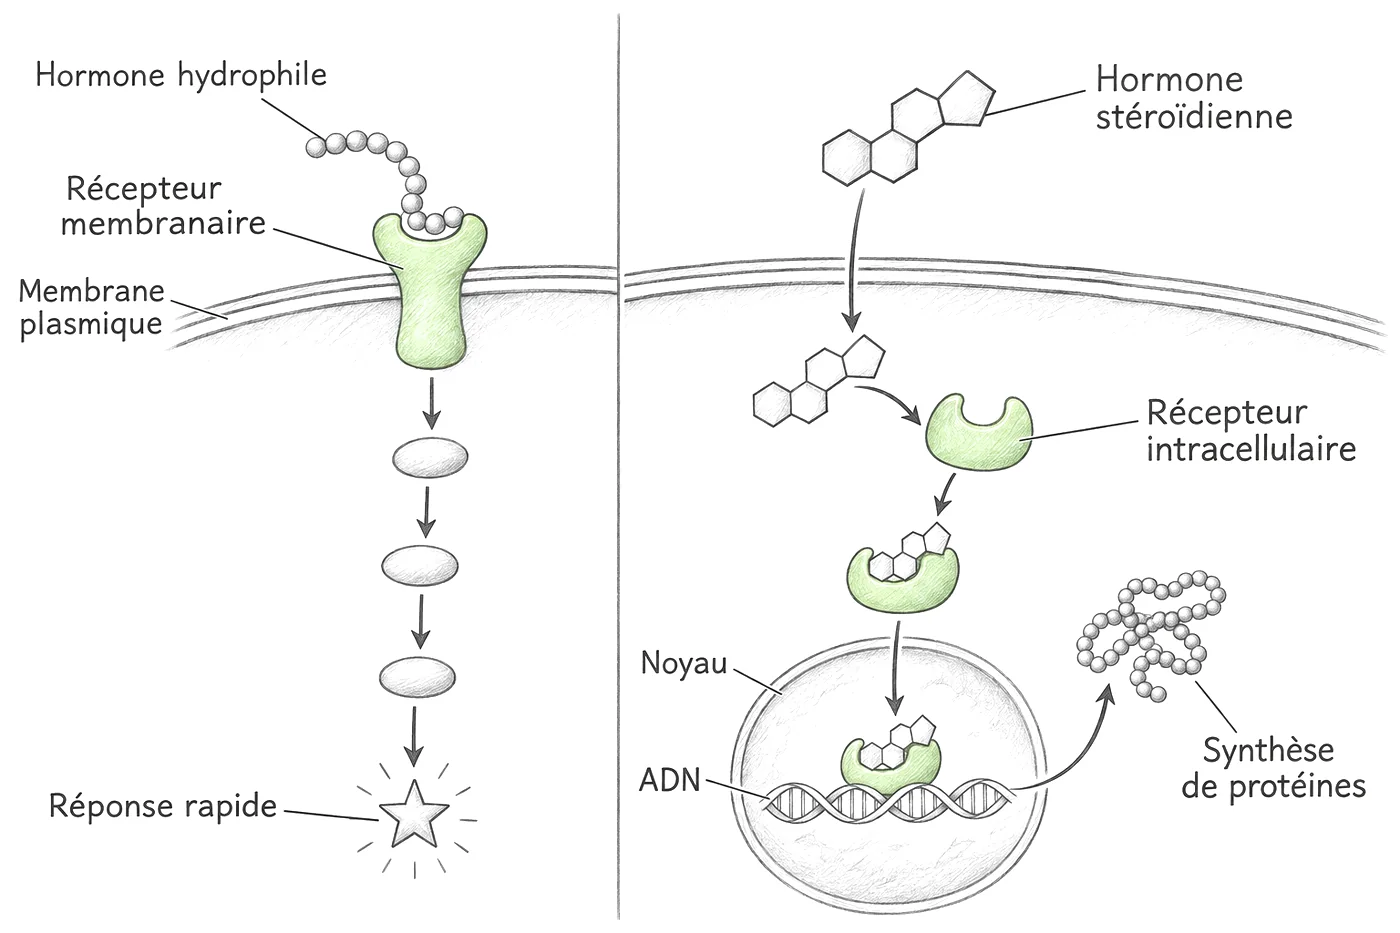 Hormone hydrophile
Récepteur
membranaire
Membrane
plasmique
Réponse rapide
Hormone
stéroïdienne
Récepteur
intracellulaire
Noyau
ADN
Synthèse
de protéines